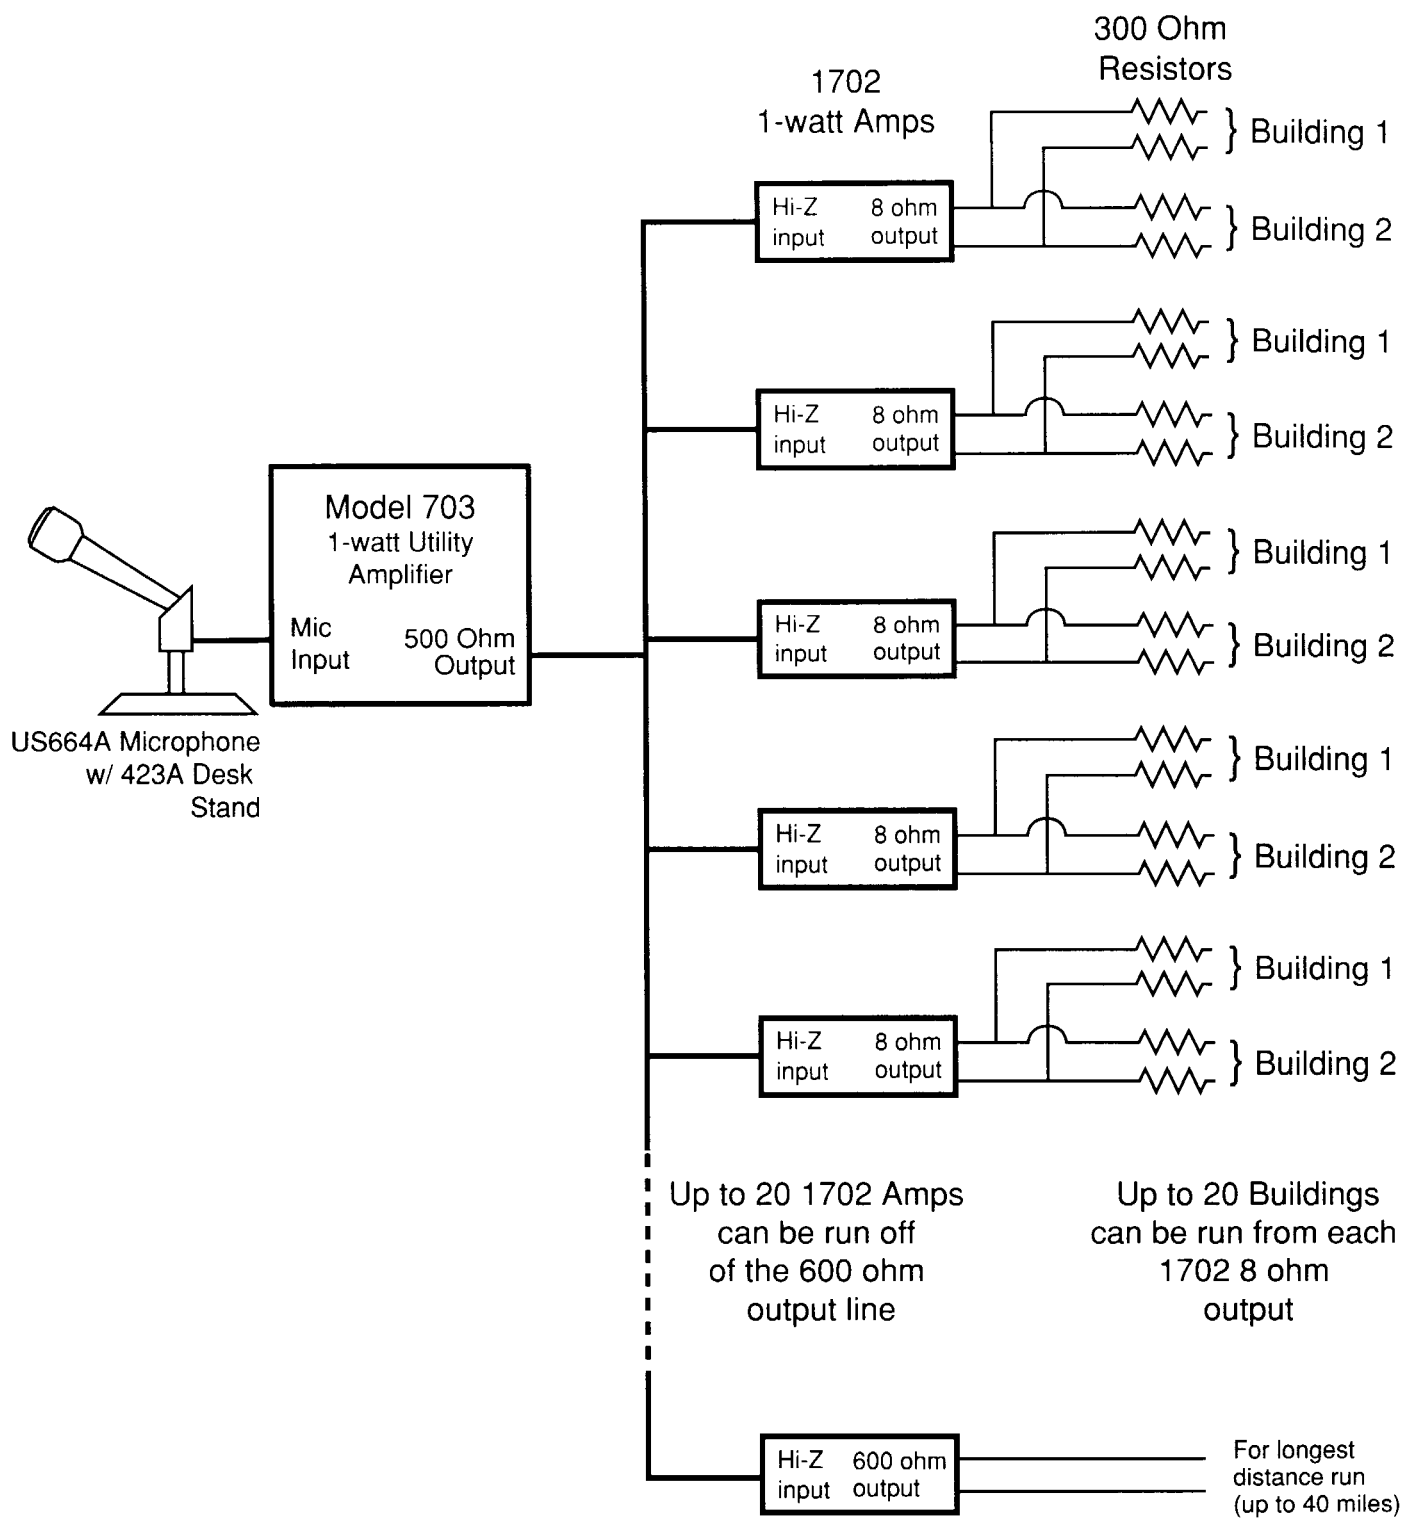 300 Ohm
Resistors
1702
1-watt Amps
Building 1
Hi-Z 8 ohm
input output
Building 2
Building 1
Hi-Z 8 ohm
input output
Building 2
Model 703
1-watt Utility
Amplifier
Mic
Input
500 Ohm
Output
US664A Microphone
w/ 423A Desk
Stand
Building 1
Hi-Z 8 ohm
input output
Building 2
Building 1
Hi-Z 8 ohm
input output
Building 2
Building 1
Hi-Z 8 ohm
input output
Building 2
Up to 20 1702 Amps
can be run off
of the 600 ohm
output line
Up to 20 Buildings
can be run from each
1702 8 ohm
output
Hi-Z 600 ohm
input output
For longest
distance run
(up to 40 miles)